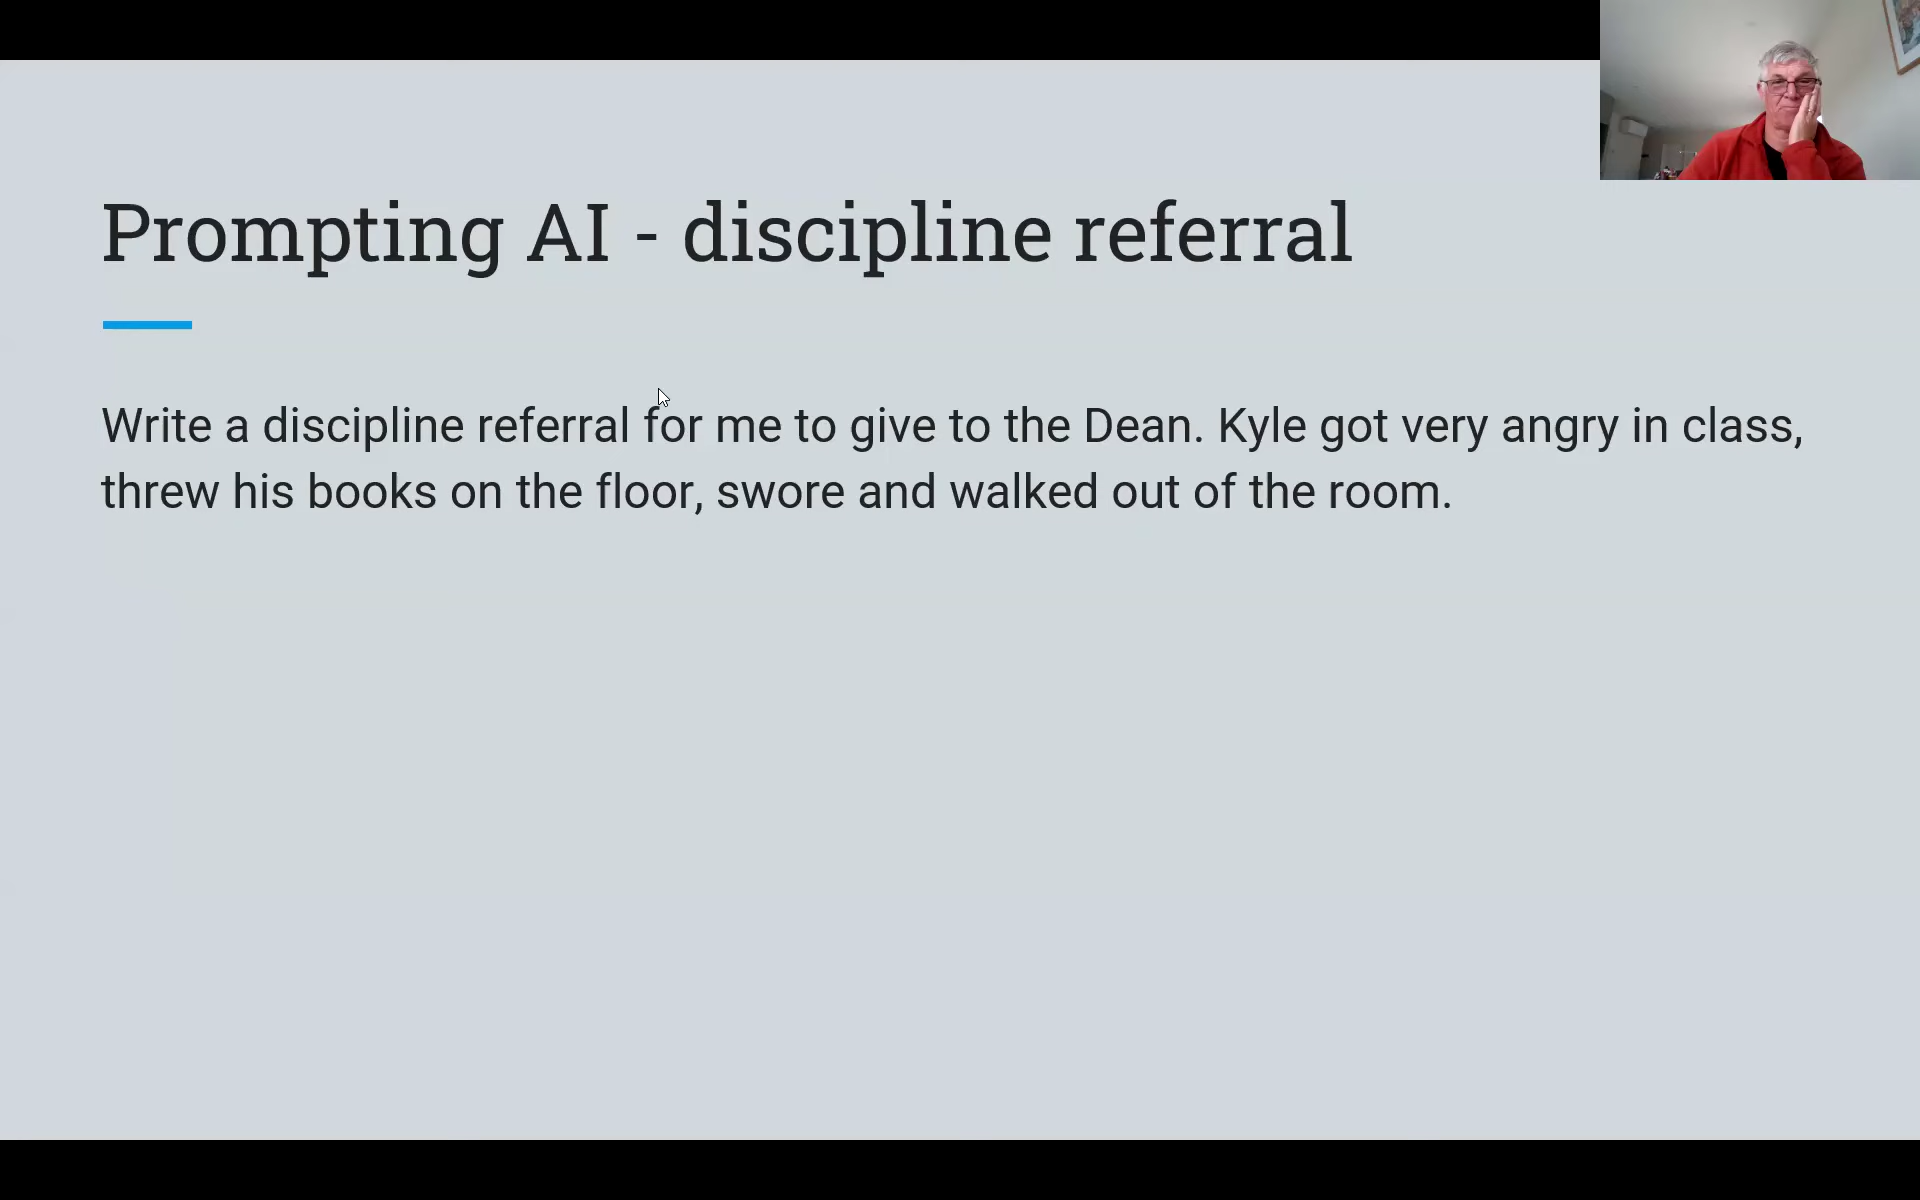 Prompting AI - discipline referral
Write a discipline referral for me to give to the Dean. Kyle got very angry in class,
threw his books on the floor, swore and walked out of the room.